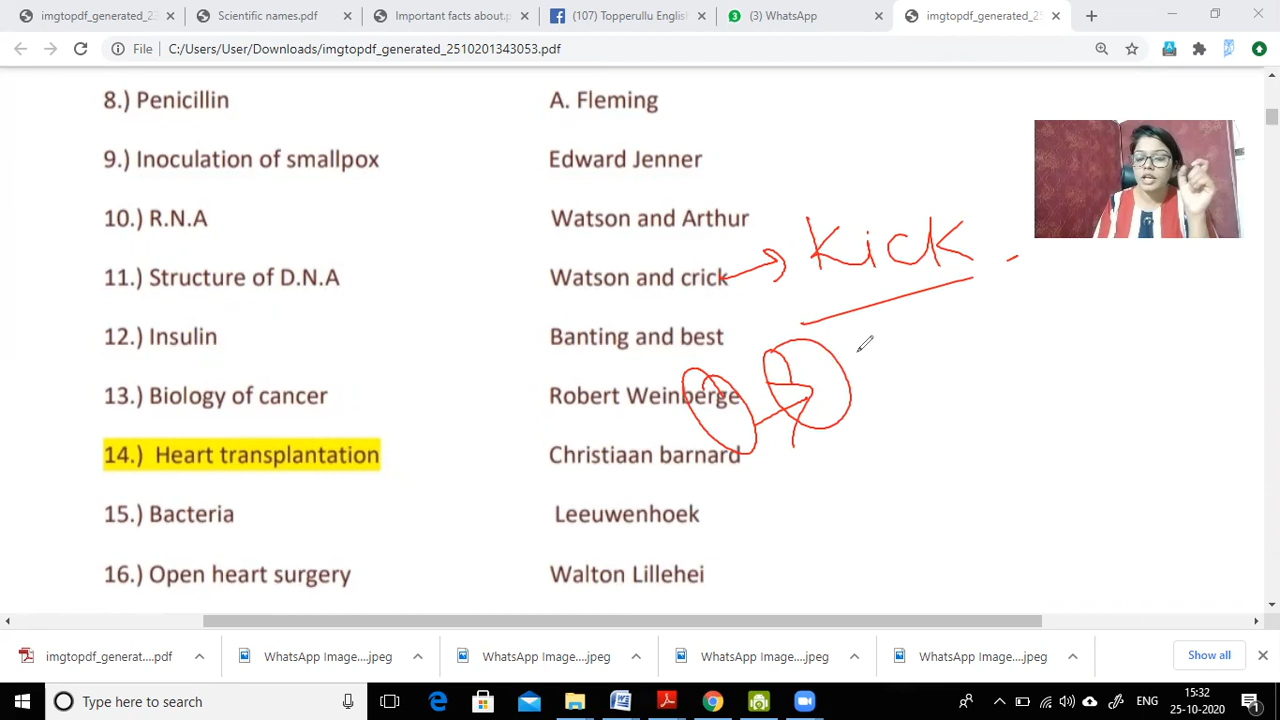 imgtopdf_generated_23
Scientific names.pdf
Important facts about.p
(107) Topperullu English
(3) WhatsApp
imgtopdf_generated_25
File
C:/Users/User/Downloads/imgtopdf_generated_2510201343053.pdf
8.) Penicillin A. Fleming
9.) Inoculation of smallpox Edward Jenner
10.) R.N.A Watson and Arthur
11.) Structure of D.N.A Watson and crick
Kick
12.) Insulin Banting and best
13.) Biology of cancer Robert Weinberge
14.) Heart transplantation Christiaan barnard
15.) Bacteria Leeuwenhoek
16.) Open heart surgery Walton Lillehei
imgtopdf_generat....pdf
WhatsApp Image....jpeg
WhatsApp Image....jpeg
WhatsApp Image....jpeg
WhatsApp Image....jpeg
Show all
Type here to search
ENG
15:32
25-10-2020